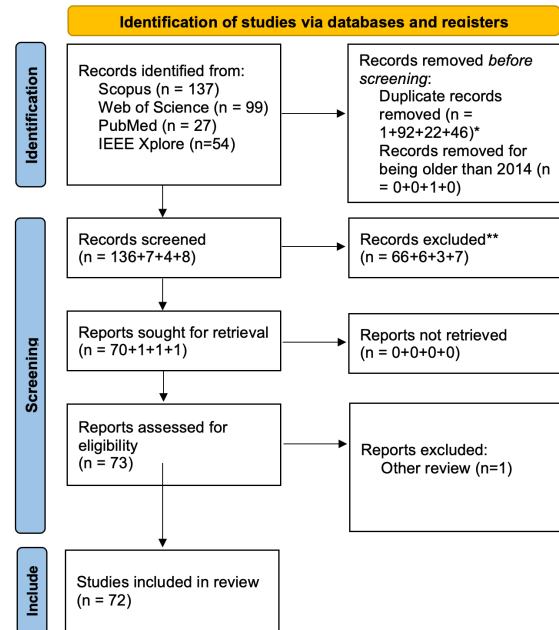 Identification of studies via databases and registers
Identification
Records identified from:
Scopus (n = 137)
Web of Science (n = 99)
PubMed (n = 27)
IEEE Xplore (n=54)
Records removed before
screening:
Duplicate records
removed (n =
1+92+22+46)*
Records removed for
being older than 2014 (n
= 0+0+1+0)
Screening
Records screened
(n = 136+7+4+8)
Records excluded**
(n = 66+6+3+7)
Reports sought for retrieval
(n = 70+1+1+1)
Reports not retrieved
(n = 0+0+0+0)
Reports assessed for
eligibility
(n = 73)
Reports excluded:
Other review (n=1)
Include
Studies included in review
(n = 72)